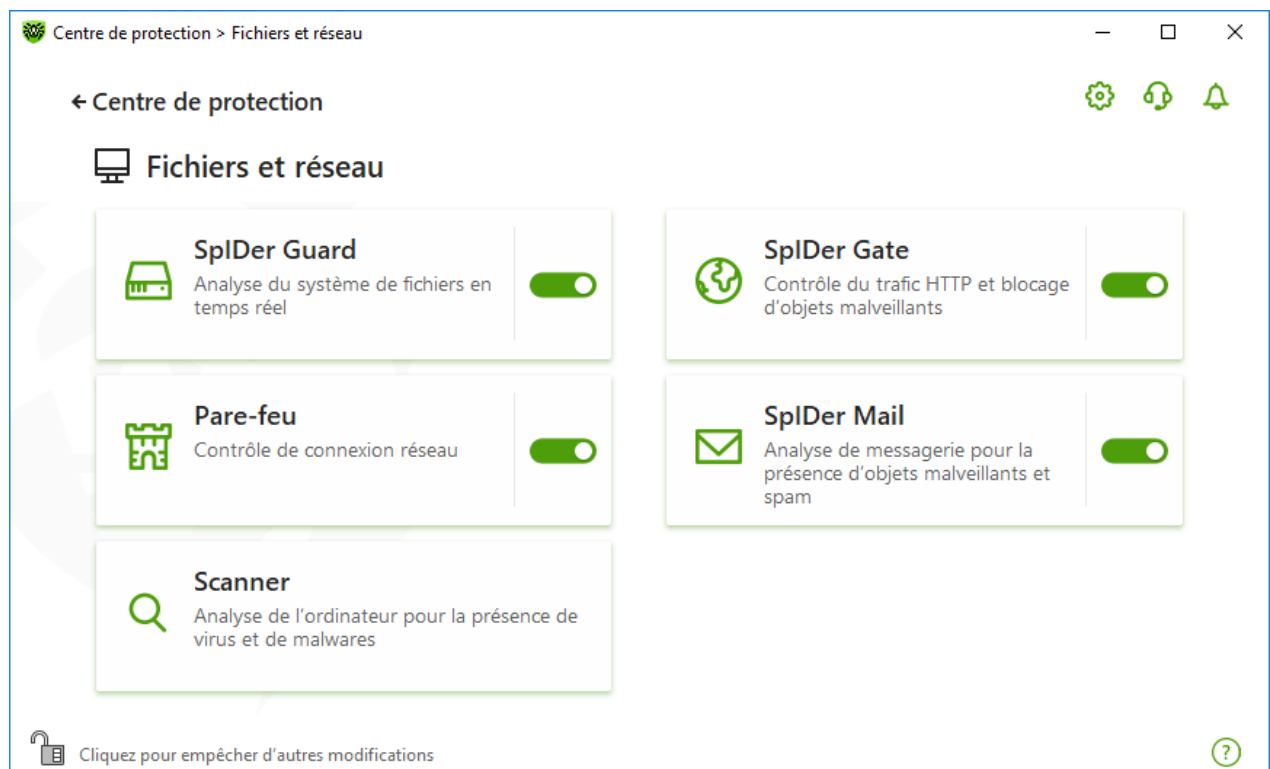 Centre de protection > Fichiers et réseau
Centre de protection
Fichiers et réseau
SpIDer Guard
Analyse du système de fichiers en
temps réel
SpIDer Gate
Contrôle du trafic HTTP et blocage
d'objets malveillants
Pare-feu
Contrôle de connexion réseau
SpIDer Mail
Analyse de messagerie pour la
présence d'objets malveillants et
spam
Scanner
Analyse de l'ordinateur pour la présence de
virus et de malwares
Cliquez pour empêcher d'autres modifications
?